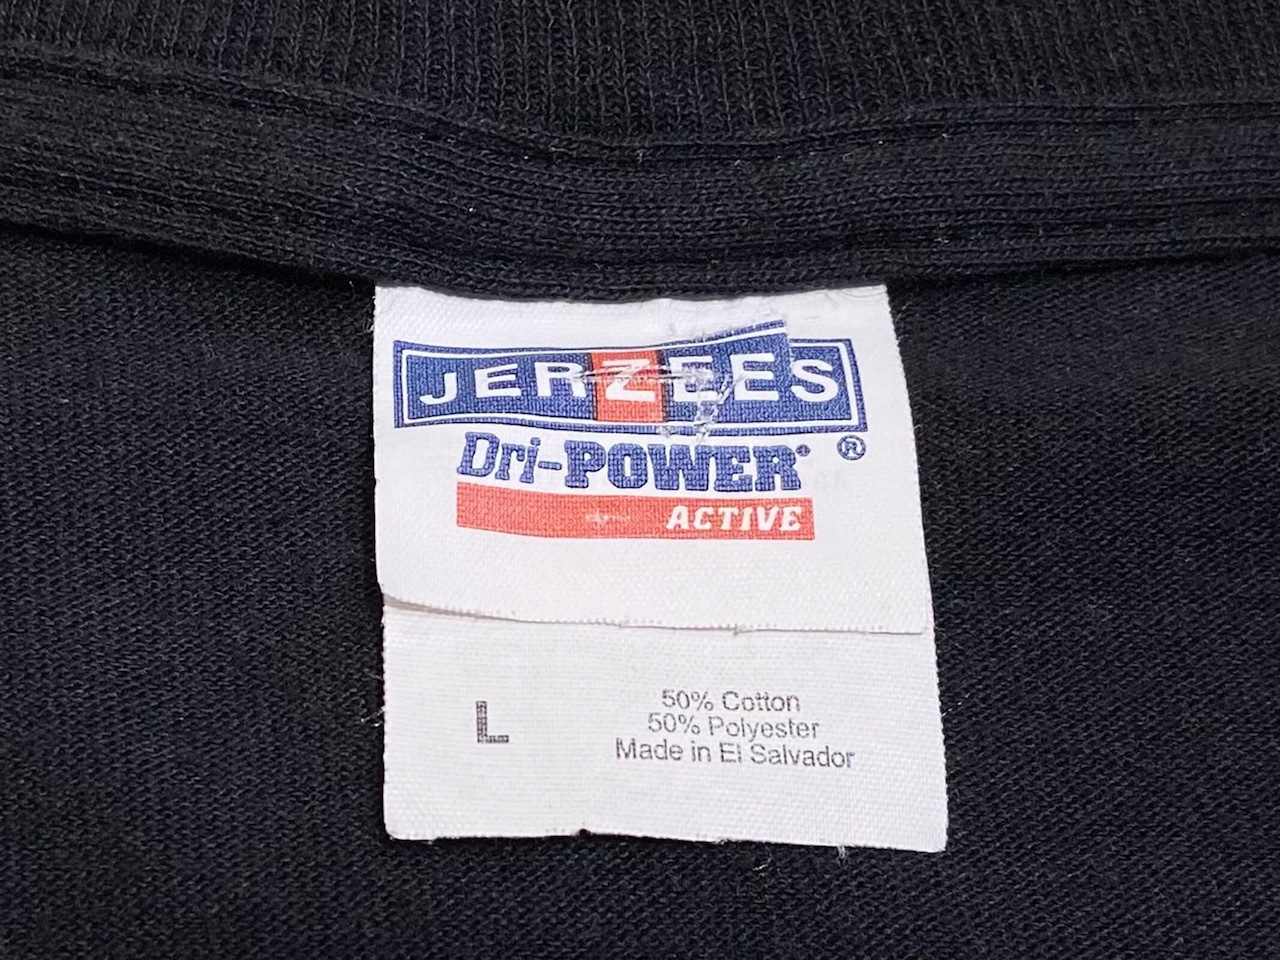 JERZEES
Dri-POWER ®
ACTIVE
L
50% Cotton
50% Polyester
Made in El Salvador